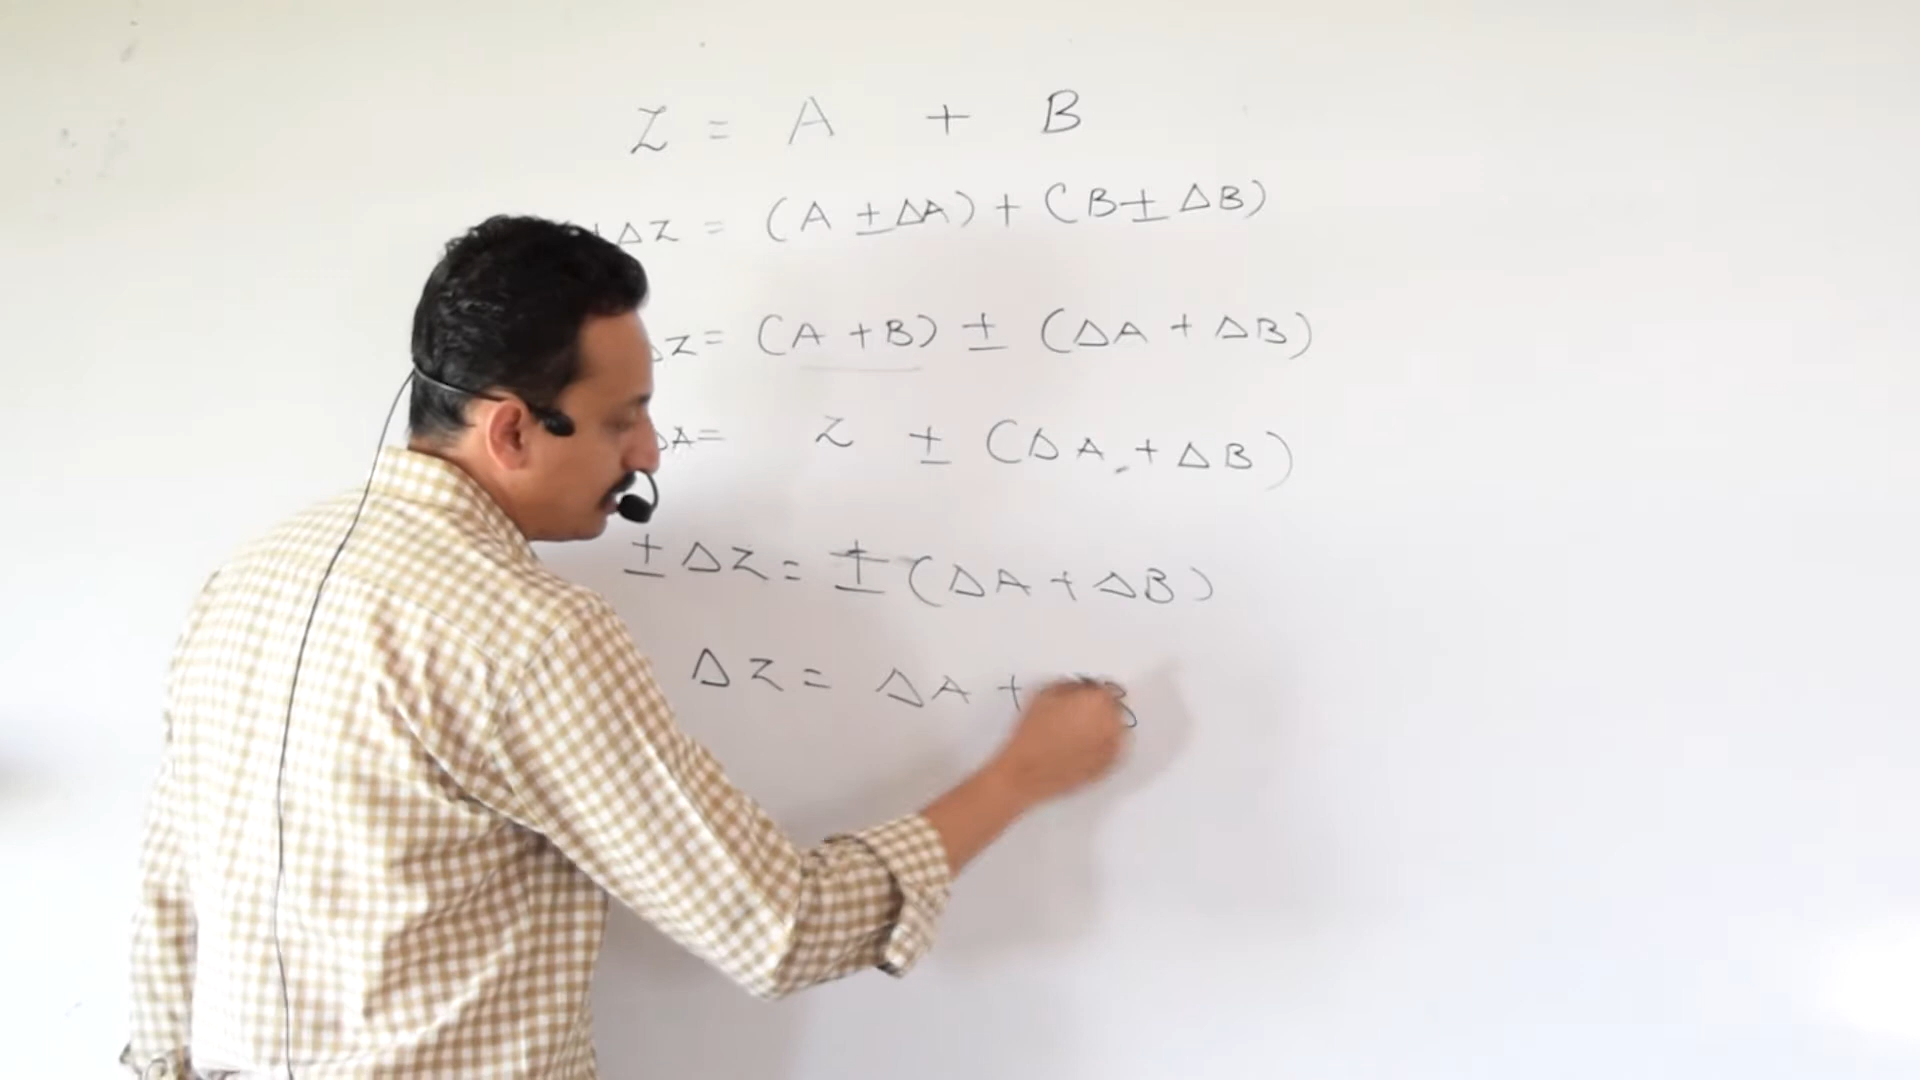 Z = A + B
ΔZ = (A ± ΔA) + (B ± ΔB)
Z = (A + B) ± (ΔA + ΔB)
A = Z ± (ΔA + ΔB)
± ΔZ = ± (ΔA + ΔB)
ΔZ = ΔA + B